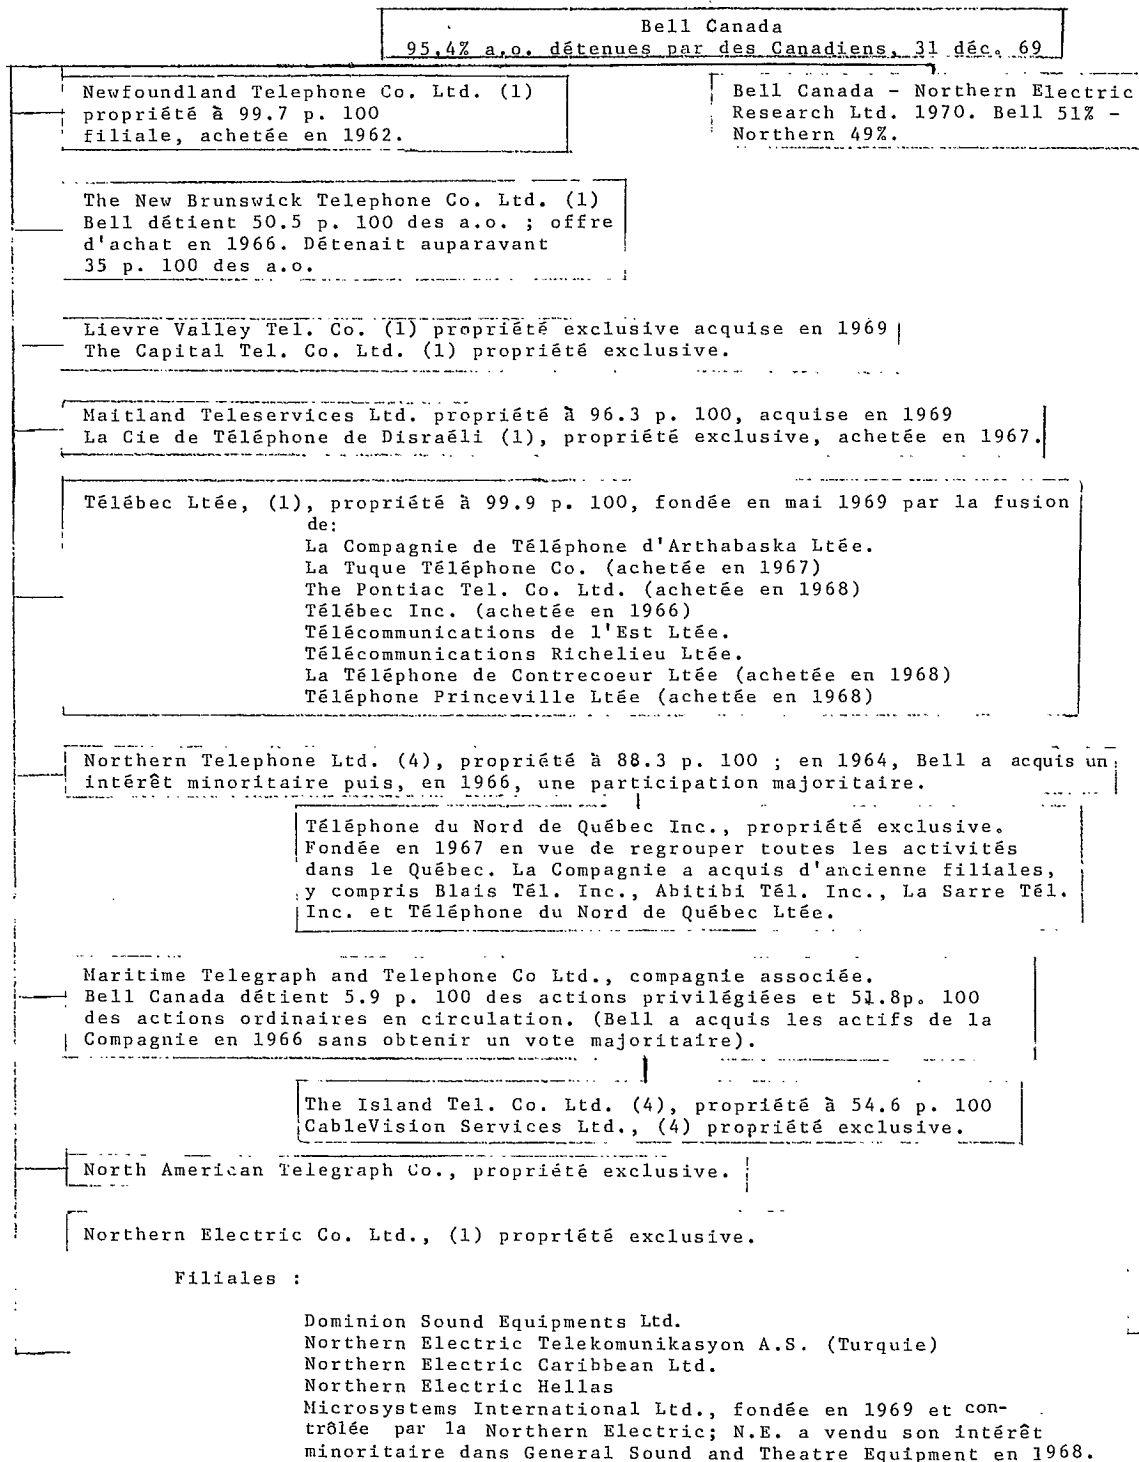 Bell Canada
95.4% a.o. détenues par des Canadiens, 31 déc. 69
Newfoundland Telephone Co. Ltd. (1)
propriété à 99.7 p. 100
filiale, achetée en 1962.
Bell Canada - Northern Electric
Research Ltd. 1970. Bell 51% -
Northern 49%.
The New Brunswick Telephone Co. Ltd. (1)
Bell détient 50.5 p. 100 des a.o. ; offre
d'achat en 1966. Détenait auparavant
35 p. 100 des a.o.
Lievre Valley Tel. Co. (1) propriété exclusive acquise en 1969
The Capital Tel. Co. Ltd. (1) propriété exclusive.
Maitland Teleservices Ltd. propriété à 96.3 p. 100, acquise en 1969
La Cie de Téléphone de Disraéli (1), propriété exclusive, achetée en 1967.
Télébec Ltée, (1), propriété à 99.9 p. 100, fondée en mai 1969 par la fusion
de:
La Compagnie de Téléphone d'Arthabaska Ltée.
La Tuque Téléphone Co. (achetée en 1967)
The Pontiac Tel. Co. Ltd. (achetée en 1968)
Télébec Inc. (achetée en 1966)
Télécommunications de l'Est Ltée.
Télécommunications Richelieu Ltée.
La Téléphone de Contrecoeur Ltée (achetée en 1968)
Téléphone Princeville Ltée (achetée en 1968)
Northern Telephone Ltd. (4), propriété à 88.3 p. 100 ; en 1964, Bell a acquis un
intérêt minoritaire puis, en 1966, une participation majoritaire.
Téléphone du Nord de Québec Inc., propriété exclusive.
Fondée en 1967 en vue de regrouper toutes les activités
dans le Québec. La Compagnie a acquis d'ancienne filiales,
y compris Blais Tél. Inc., Abitibi Tél. Inc., La Sarre Tél.
Inc. et Téléphone du Nord de Québec Ltée.
Maritime Telegraph and Telephone Co Ltd., compagnie associée.
Bell Canada détient 5.9 p. 100 des actions privilégiées et 51.8p. 100
des actions ordinaires en circulation. (Bell a acquis les actifs de la
Compagnie en 1966 sans obtenir un vote majoritaire).
The Island Tel. Co. Ltd. (4), propriété à 54.6 p. 100
CableVision Services Ltd., (4) propriété exclusive.
North American Telegraph Co., propriété exclusive.
Northern Electric Co. Ltd., (1) propriété exclusive.
Filiales :
Dominion Sound Equipments Ltd.
Northern Electric Telekomunikasyon A.S. (Turquie)
Northern Electric Caribbean Ltd.
Northern Electric Hellas
Microsystems International Ltd., fondée en 1969 et con-
trôlée par la Northern Electric; N.E. a vendu son intérêt
minoritaire dans General Sound and Theatre Equipment en 1968.